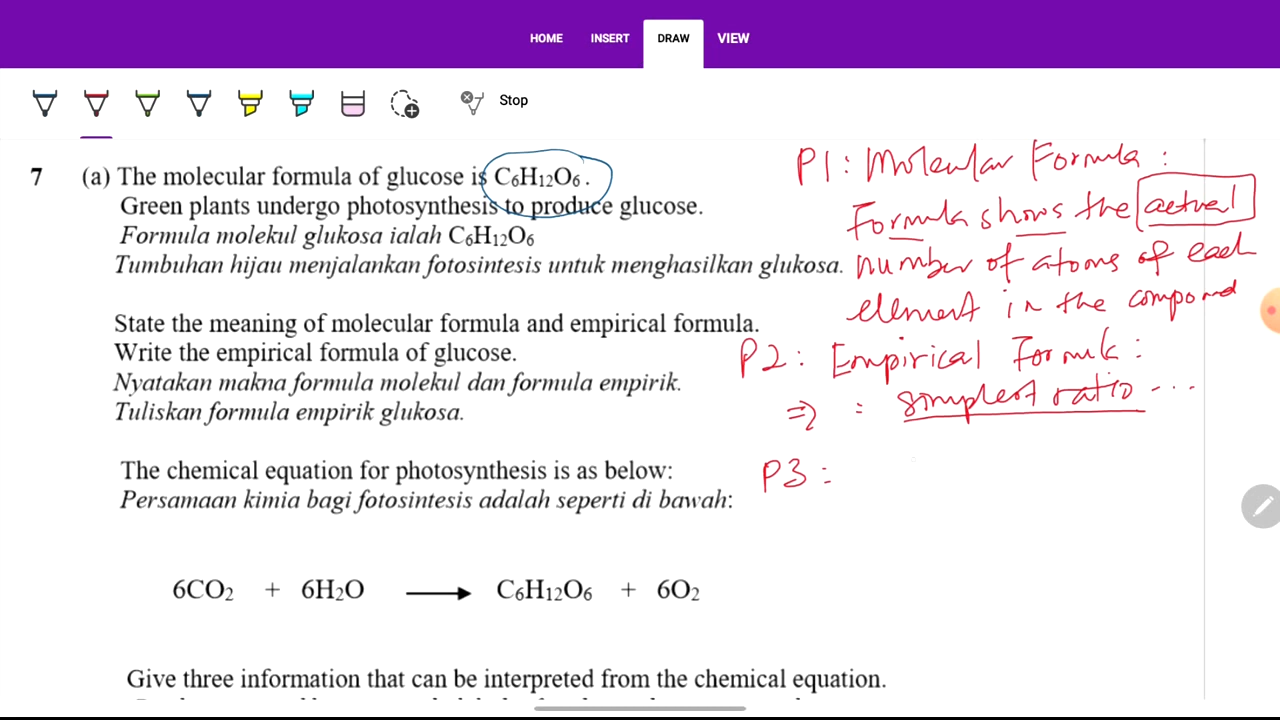 HOME INSERT DRAW VIEW
Stop
7 (a) The molecular formula of glucose is C₆H₁₂O₆.
Green plants undergo photosynthesis to produce glucose.
Formula molekul glukosa ialah C₆H₁₂O₆
Tumbuhan hijau menjalankan fotosintesis untuk menghasilkan glukosa.
State the meaning of molecular formula and empirical formula.
Write the empirical formula of glucose.
Nyatakan makna formula molekul dan formula empirik.
Tuliskan formula empirik glukosa.
The chemical equation for photosynthesis is as below:
Persamaan kimia bagi fotosintesis adalah seperti di bawah:
6CO₂ + 6H₂O ⟶ C₆H₁₂O₆ + 6O₂
Give three information that can be interpreted from the chemical equation.
P1: Molecular Formula:
Formula shows the actual
number of atoms of each
element in the compound
P2: Empirical Formula:
⇒ = simplest ratio ...
P3: